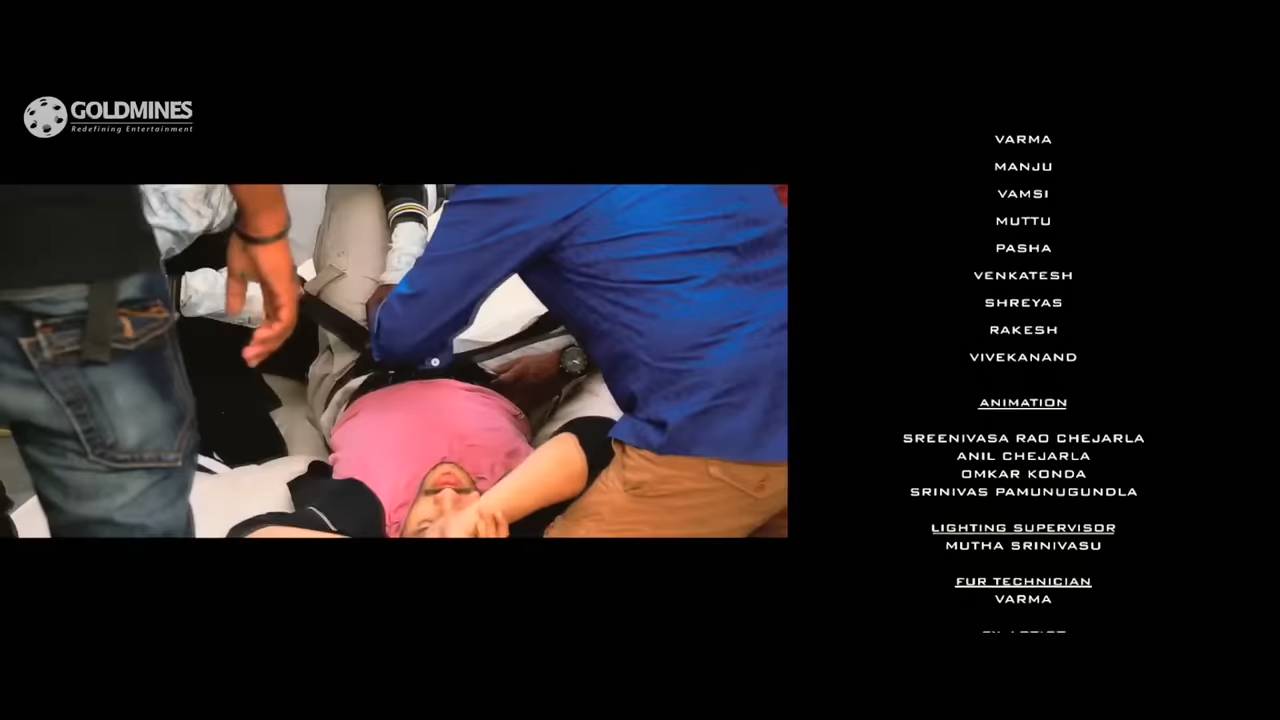 GOLDMINES
Redefining Entertainment
VARMA
MANJU
VAMSI
MUTTU
PASHA
VENKATESH
SHREYAS
RAKESH
VIVEKANAND
ANIMATION
SREENIVASA RAO CHEJARLA
ANIL CHEJARLA
OMKAR KONDA
SRINIVAS PAMUNUGUNDLA
LIGHTING SUPERVISOR
MUTHA SRINIVASU
FUR TECHNICIAN
VARMA